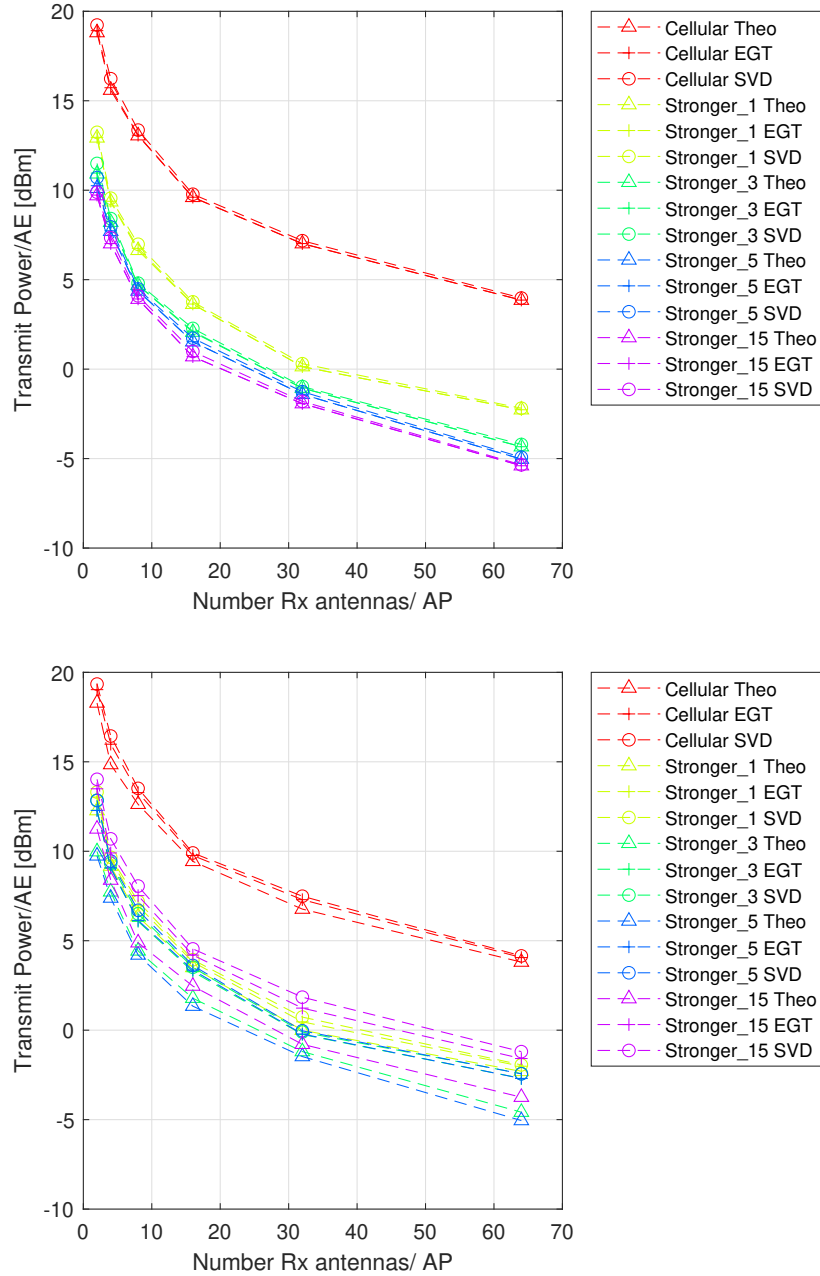 20
15
10
5
0
-5
-10
0 10 20 30 40 50 60 70
Number Rx antennas/ AP
Transmit Power/AE [dBm]
Cellular Theo
Cellular EGT
Cellular SVD
Stronger_1 Theo
Stronger_1 EGT
Stronger_1 SVD
Stronger_3 Theo
Stronger_3 EGT
Stronger_3 SVD
Stronger_5 Theo
Stronger_5 EGT
Stronger_5 SVD
Stronger_15 Theo
Stronger_15 EGT
Stronger_15 SVD
20
15
10
5
0
-5
-10
0 10 20 30 40 50 60 70
Number Rx antennas/ AP
Transmit Power/AE [dBm]
Cellular Theo
Cellular EGT
Cellular SVD
Stronger_1 Theo
Stronger_1 EGT
Stronger_1 SVD
Stronger_3 Theo
Stronger_3 EGT
Stronger_3 SVD
Stronger_5 Theo
Stronger_5 EGT
Stronger_5 SVD
Stronger_15 Theo
Stronger_15 EGT
Stronger_15 SVD